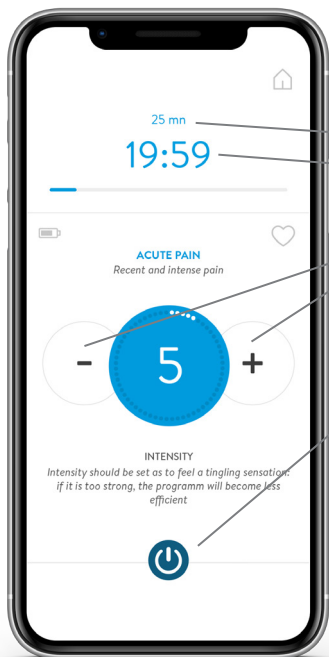 25 mn
19:59
ACUTE PAIN
Recent and intense pain
- 5 +
INTENSITY
Intensity should be set as to feel a tingling sensation:
if it is too strong, the programm will become less
efficient